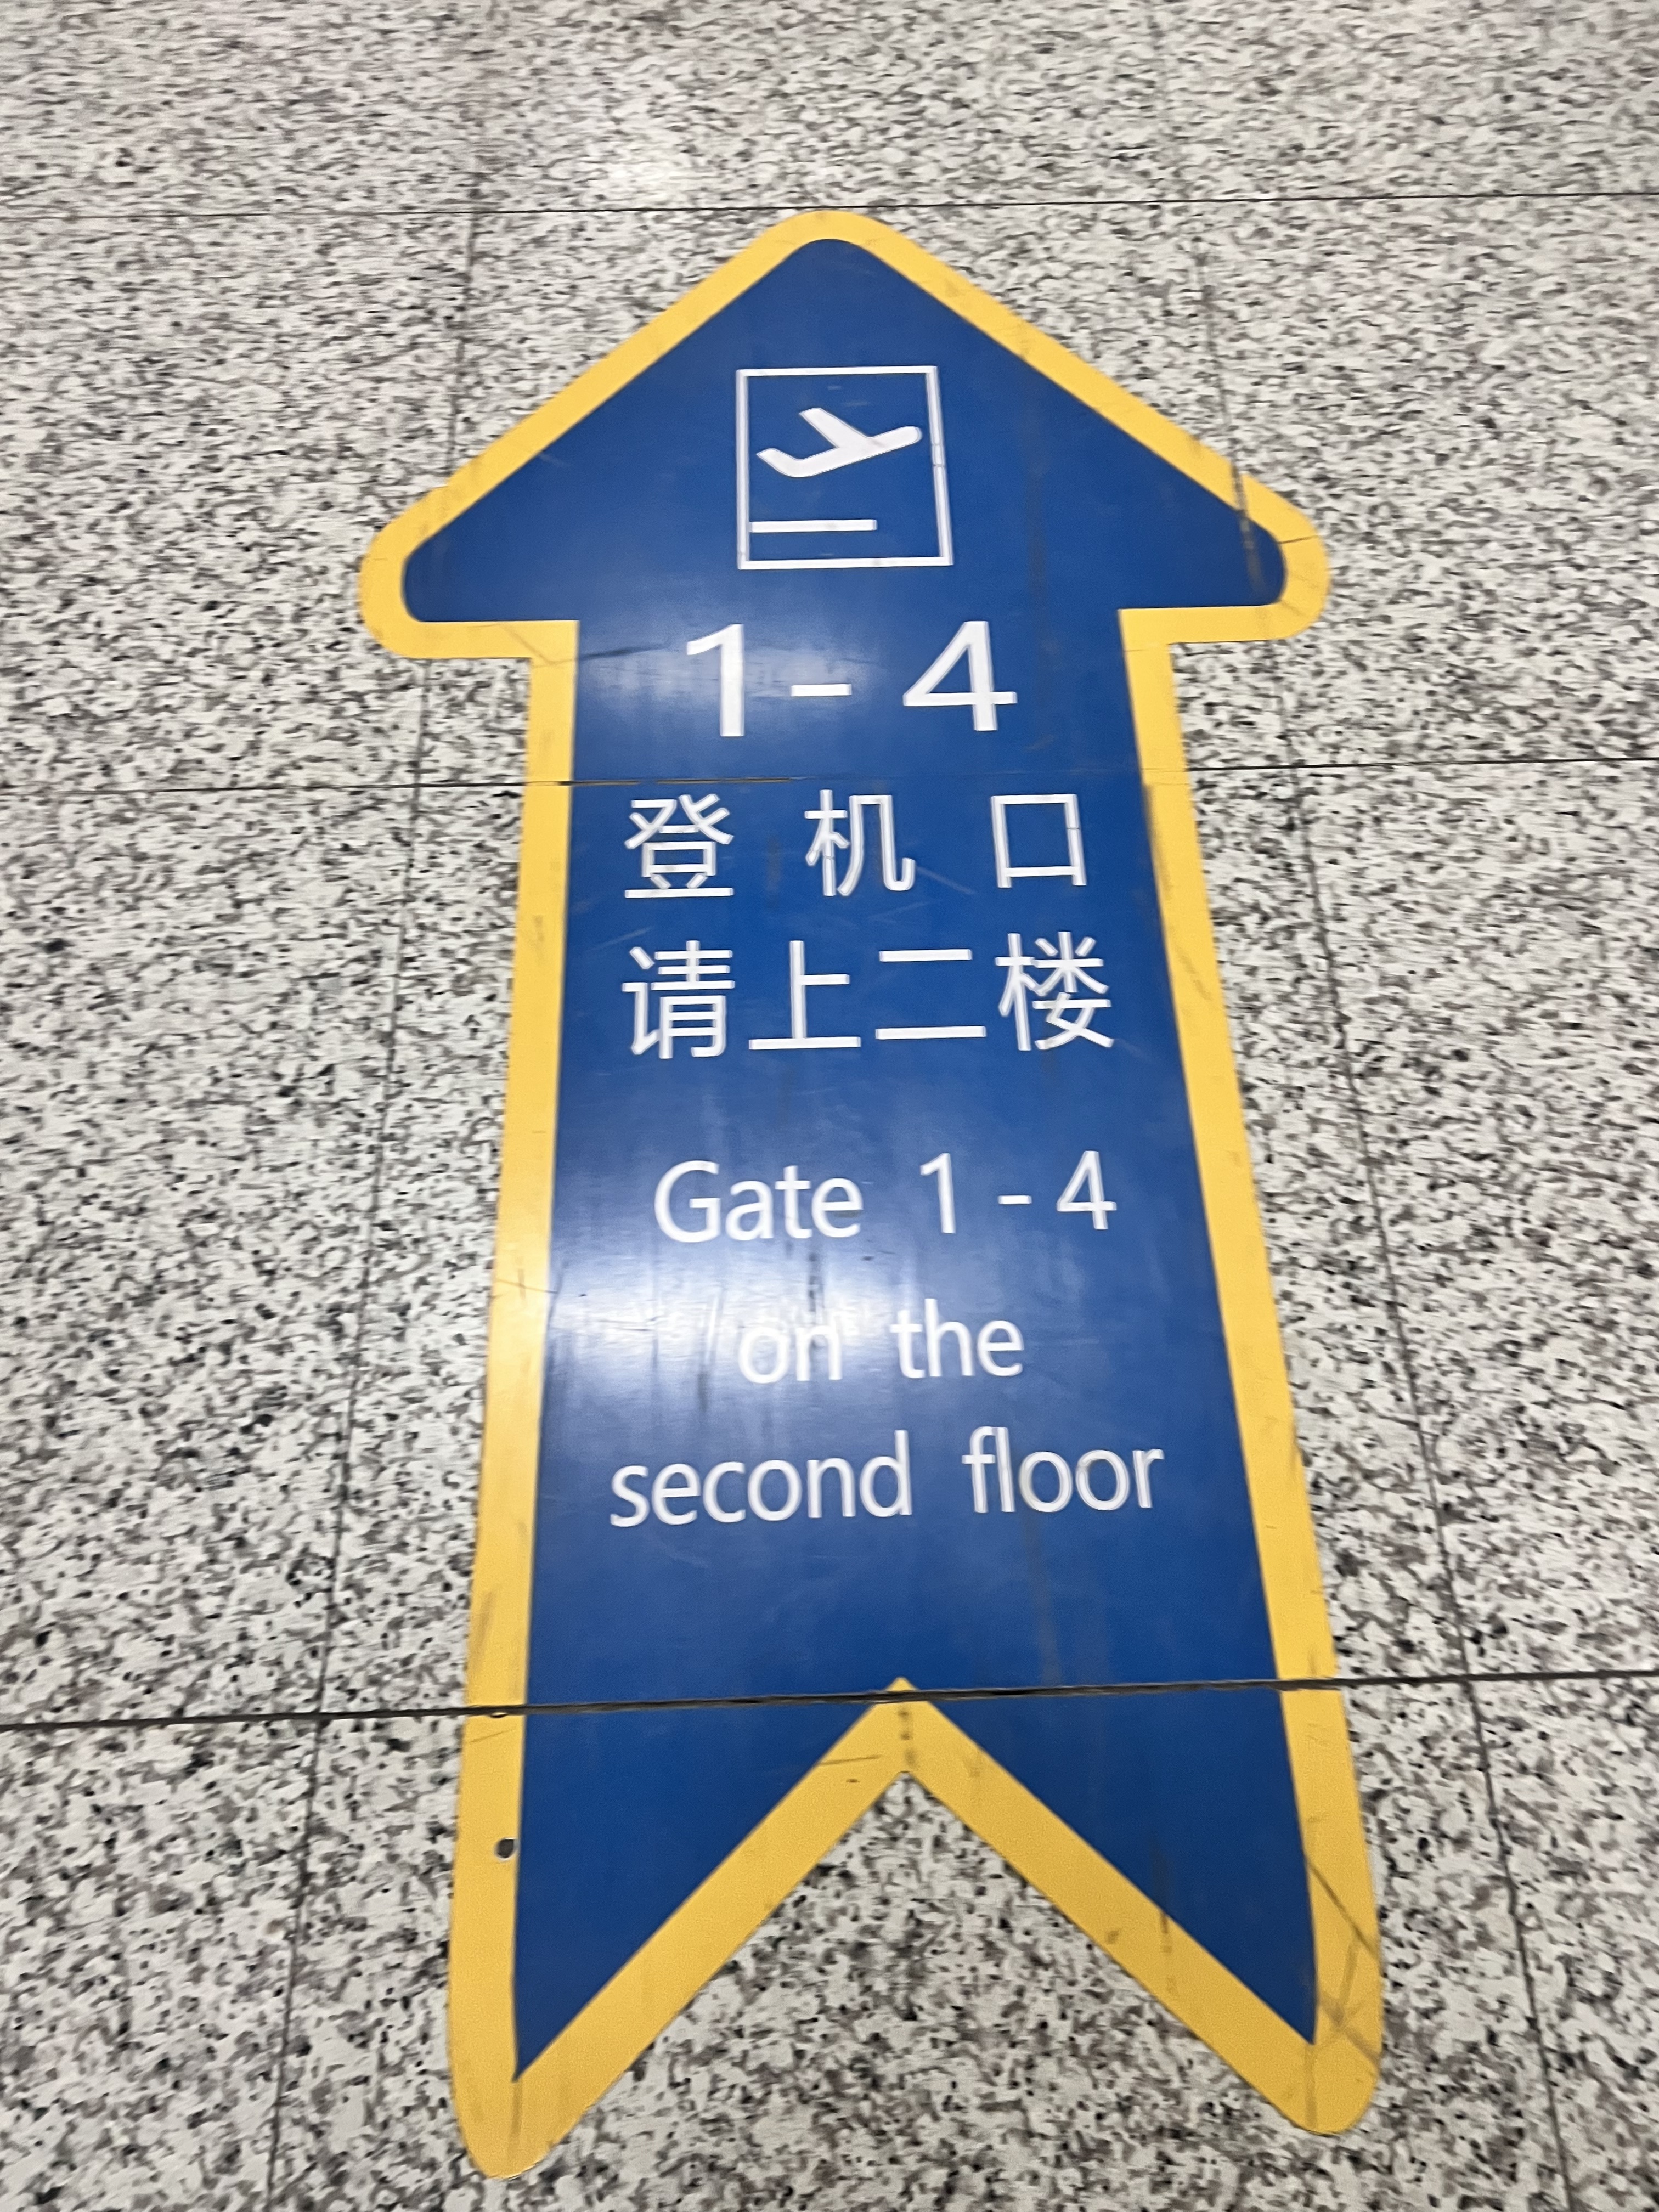 1-4
登机口
请上二楼
Gate 1-4
on the
second floor